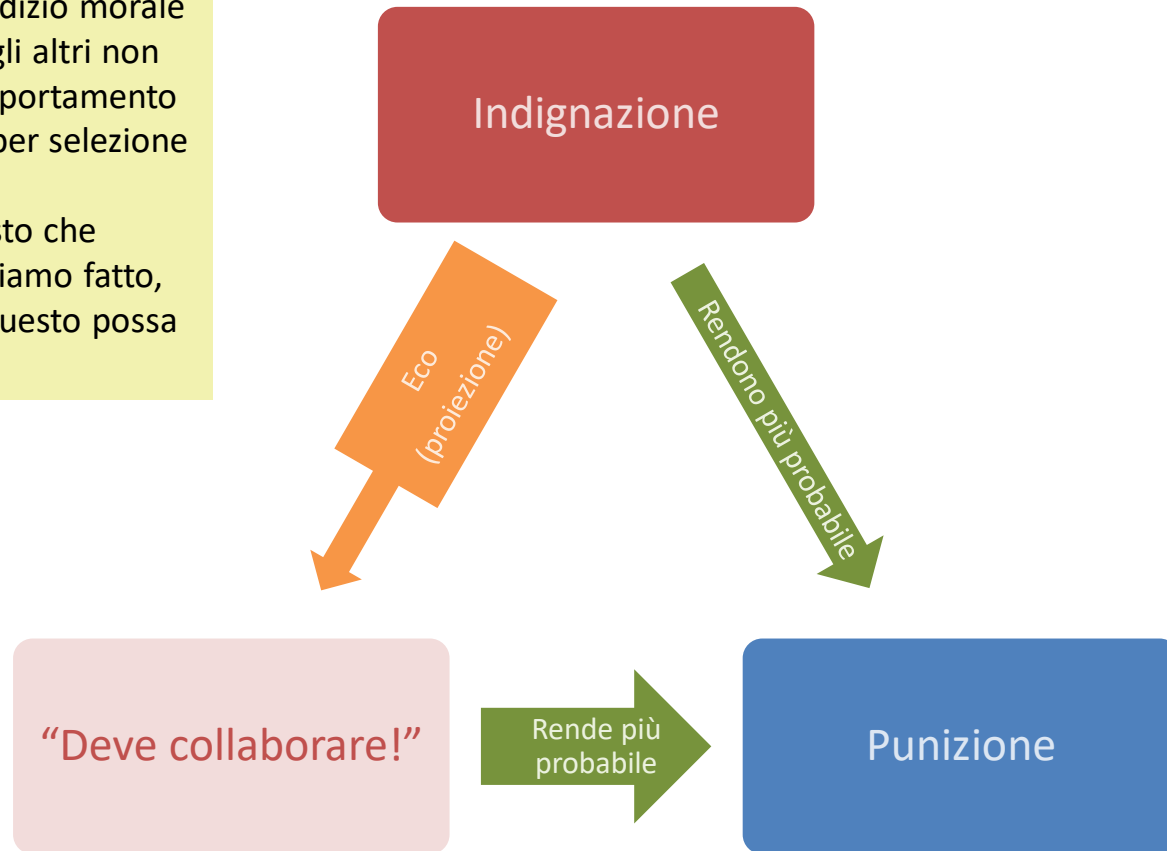 dizio morale
gli altri non
portamento
per selezione
sto che
iamo fatto,
questo possa
Indignazione
Eco
(proiezione)
Rendono più probabile
“Deve collaborare!”
Rende più
probabile
Punizione